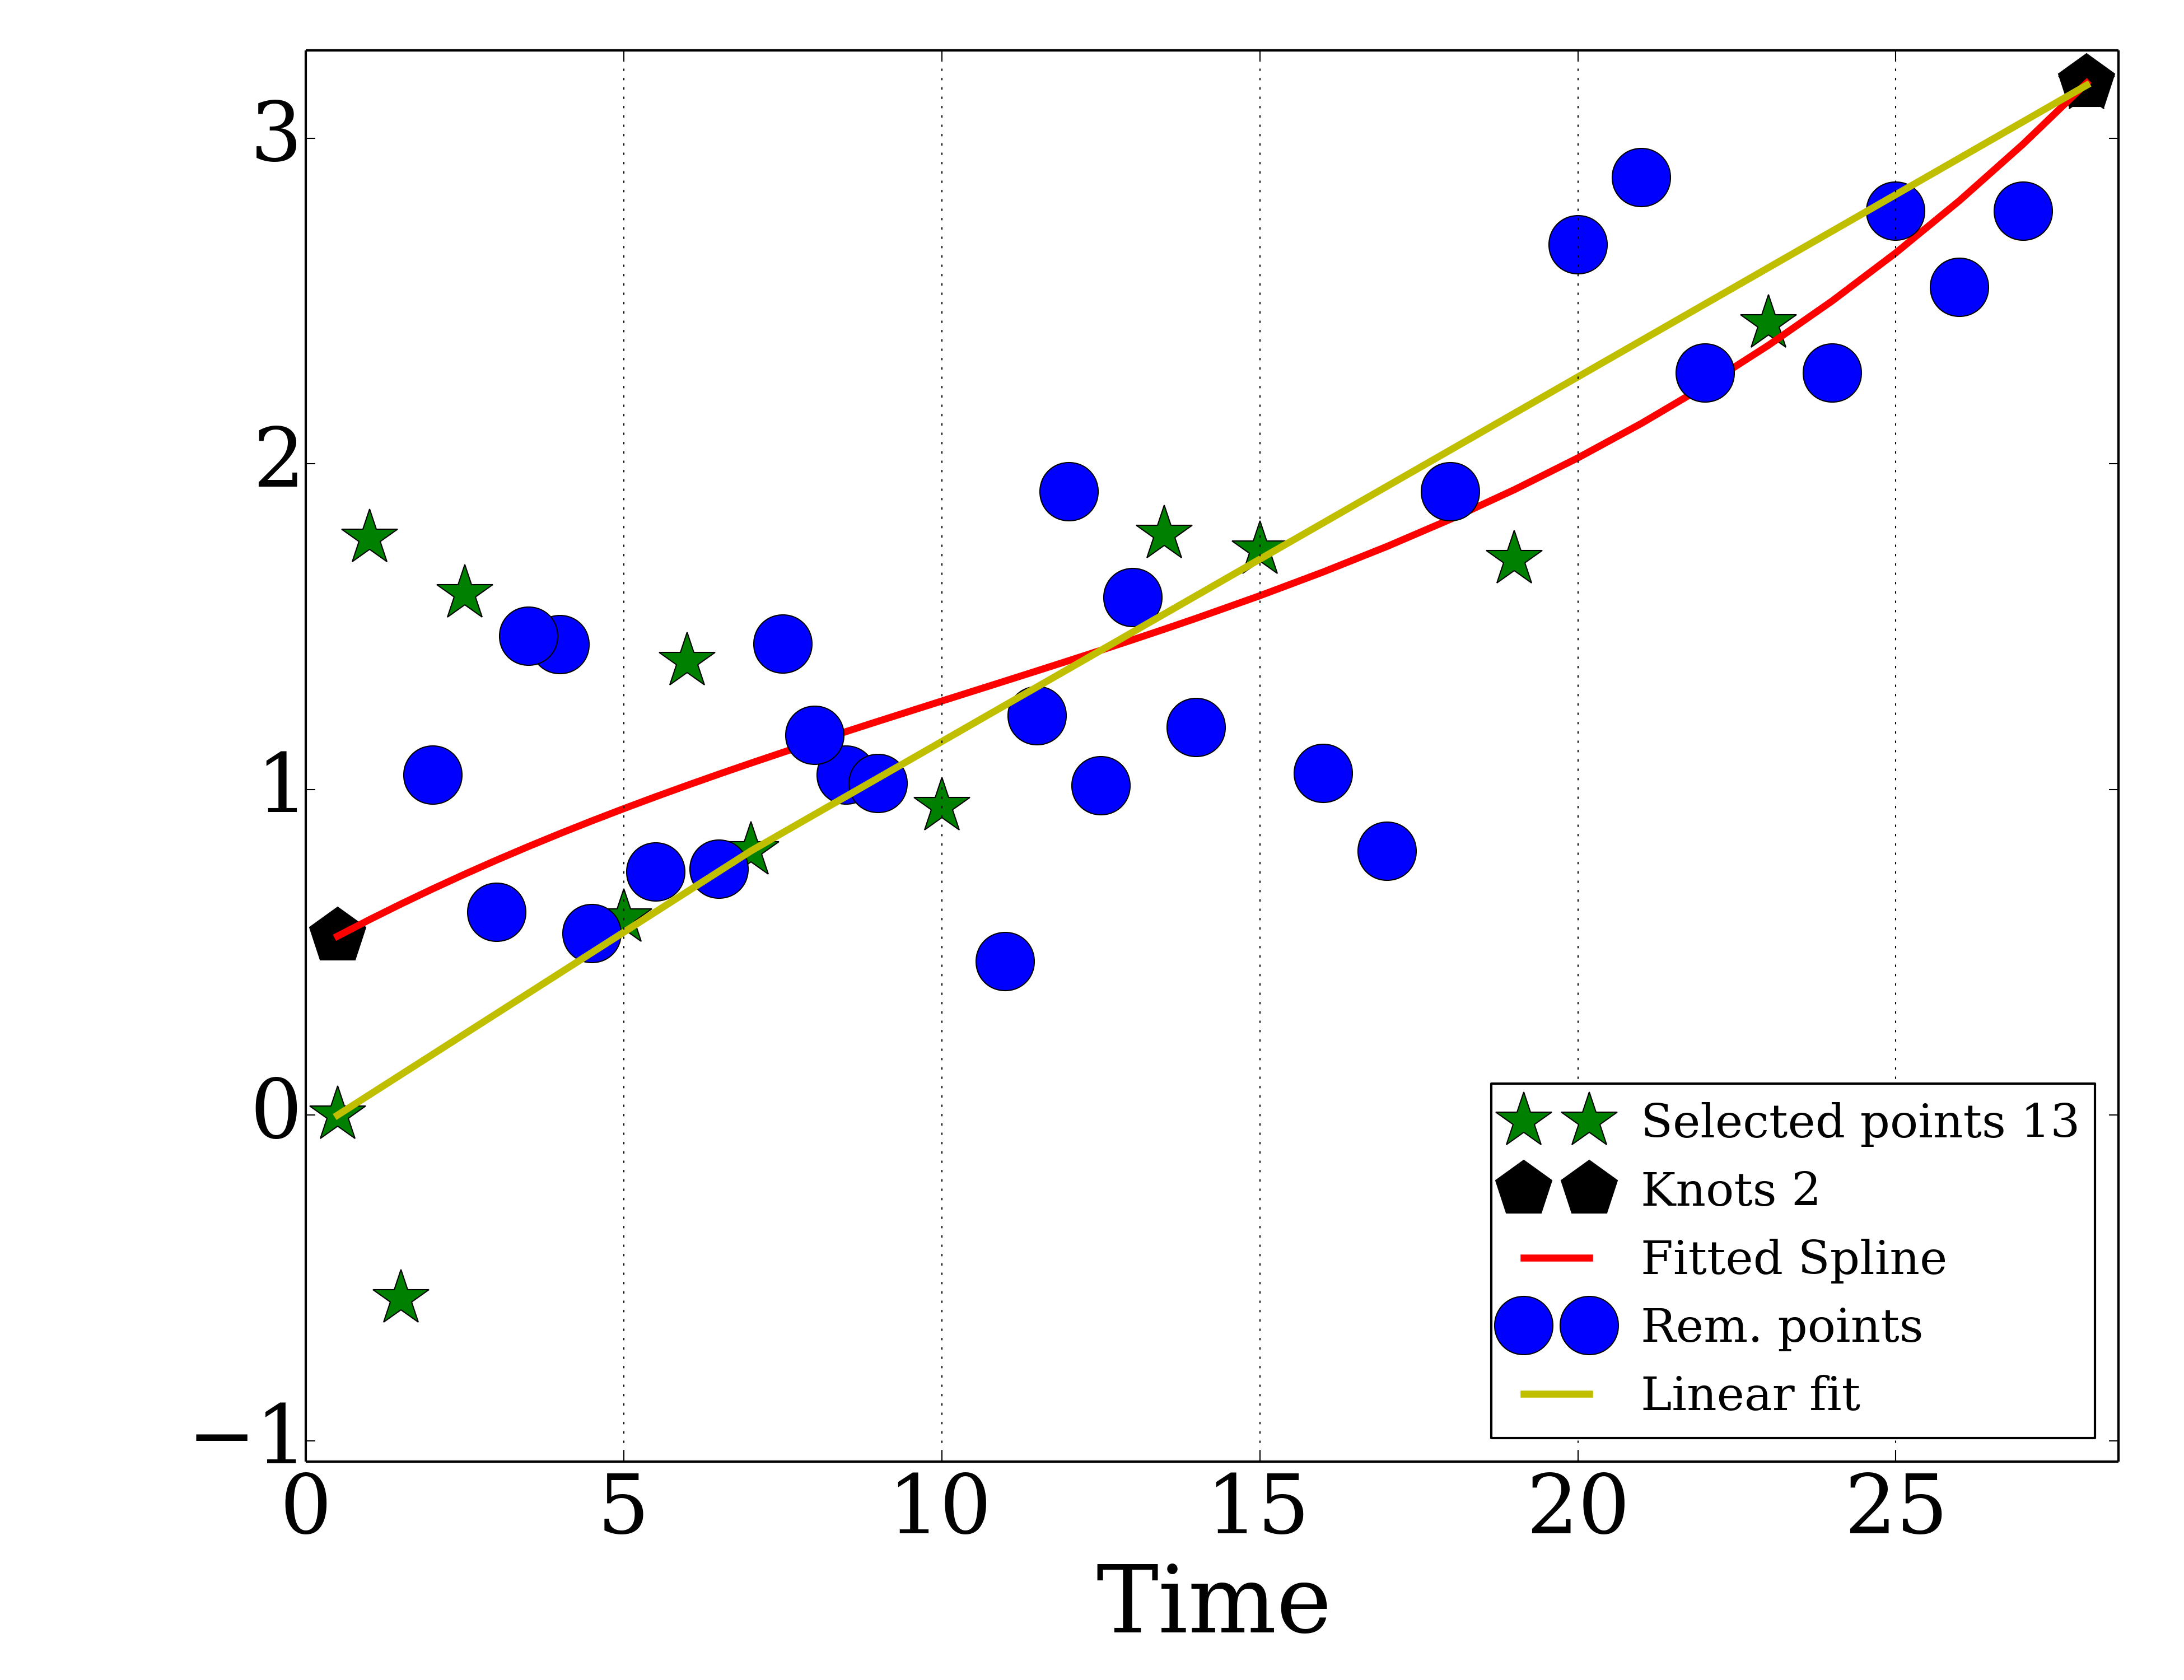 3
2
1
0
−1
0 5 10 15 20 25
Time
Selected points 13
Knots 2
Fitted Spline
Rem. points
Linear fit